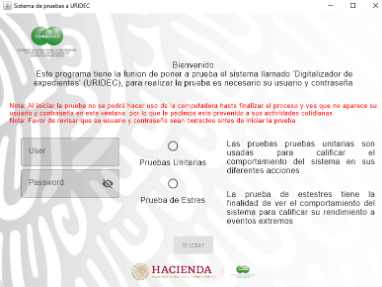 Sistema de pruebas a URIDEC
CONDUSEF
Bienvenido
Este programa tiene la funion de poner a prueba el sistema llamado 'Digitalizador de
expedientes' (URIDEC), para realizar la prueba es necesario su usuario y contraseña
Nota: Al iniciar la prueba no se podrá hacer uso de la computadora hasta finalizar el proceso y vea que no aparece su
usuario y contraseña en esta ventana, por lo que le pedimos este prevenido a sus actividades cotidianas
Nota: Favor de revisar que su usuario y contraseña sean correctos antes de iniciar la prueba
User
Password
Pruebas Unitarias
Prueba de Estres
Las pruebas pruebas unitarias son
usadas para calificar el
comportamiento del sistema en sus
diferentes acciones
La prueba de estestres tiene la
finalidad de ver el comportamiento del
sistema para calificar su rendimiento a
eventos extremos
Iniciar
HACIENDA